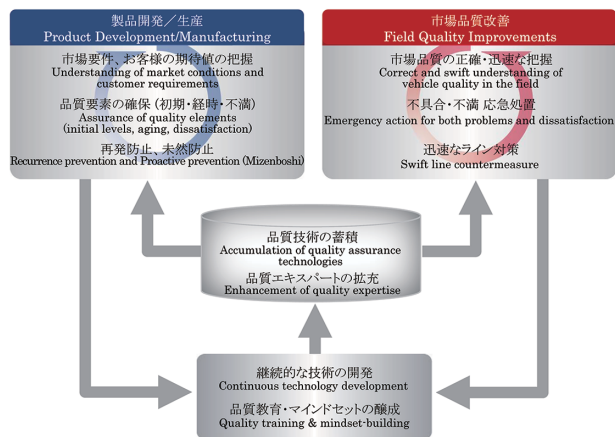 製品開発／生産
Product Development/Manufacturing
市場要件、お客様の期待値の把握
Understanding of market conditions and
customer requirements
品質要素の確保（初期・経時・不満）
Assurance of quality elements
(initial levels, aging, dissatisfaction)
再発防止、未然防止
Recurrence prevention and Proactive prevention (Mizenboshi)
市場品質改善
Field Quality Improvements
市場品質の正確・迅速な把握
Correct and swift understanding of
vehicle quality in the field
不具合・不満 応急処置
Emergency action for both problems and dissatisfaction
迅速なライン対策
Swift line countermeasure
品質技術の蓄積
Accumulation of quality assurance
technologies
品質エキスパートの拡充
Enhancement of quality expertise
継続的な技術の開発
Continuous technology development
品質教育・マインドセットの醸成
Quality training & mindset-building